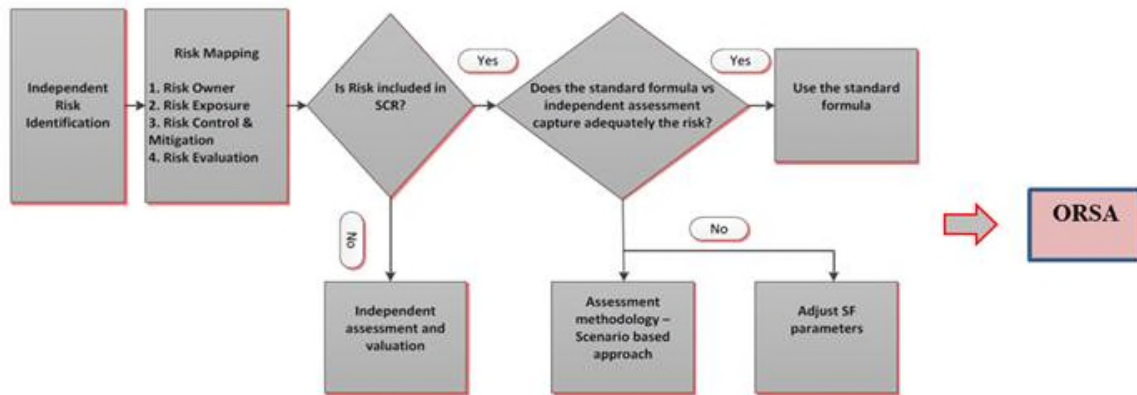 Independent
Risk
Identification
Risk Mapping
1. Risk Owner
2. Risk Exposure
3. Risk Control &
Mitigation
4. Risk Evaluation
Is Risk included in
SCR?
Yes
Does the standard formula vs
independent assessment
capture adequately the risk?
Yes
Use the standard
formula
No
Independent
assessment and
valuation
No
Assessment
methodology –
Scenario based
approach
Adjust SF
parameters
ORSA